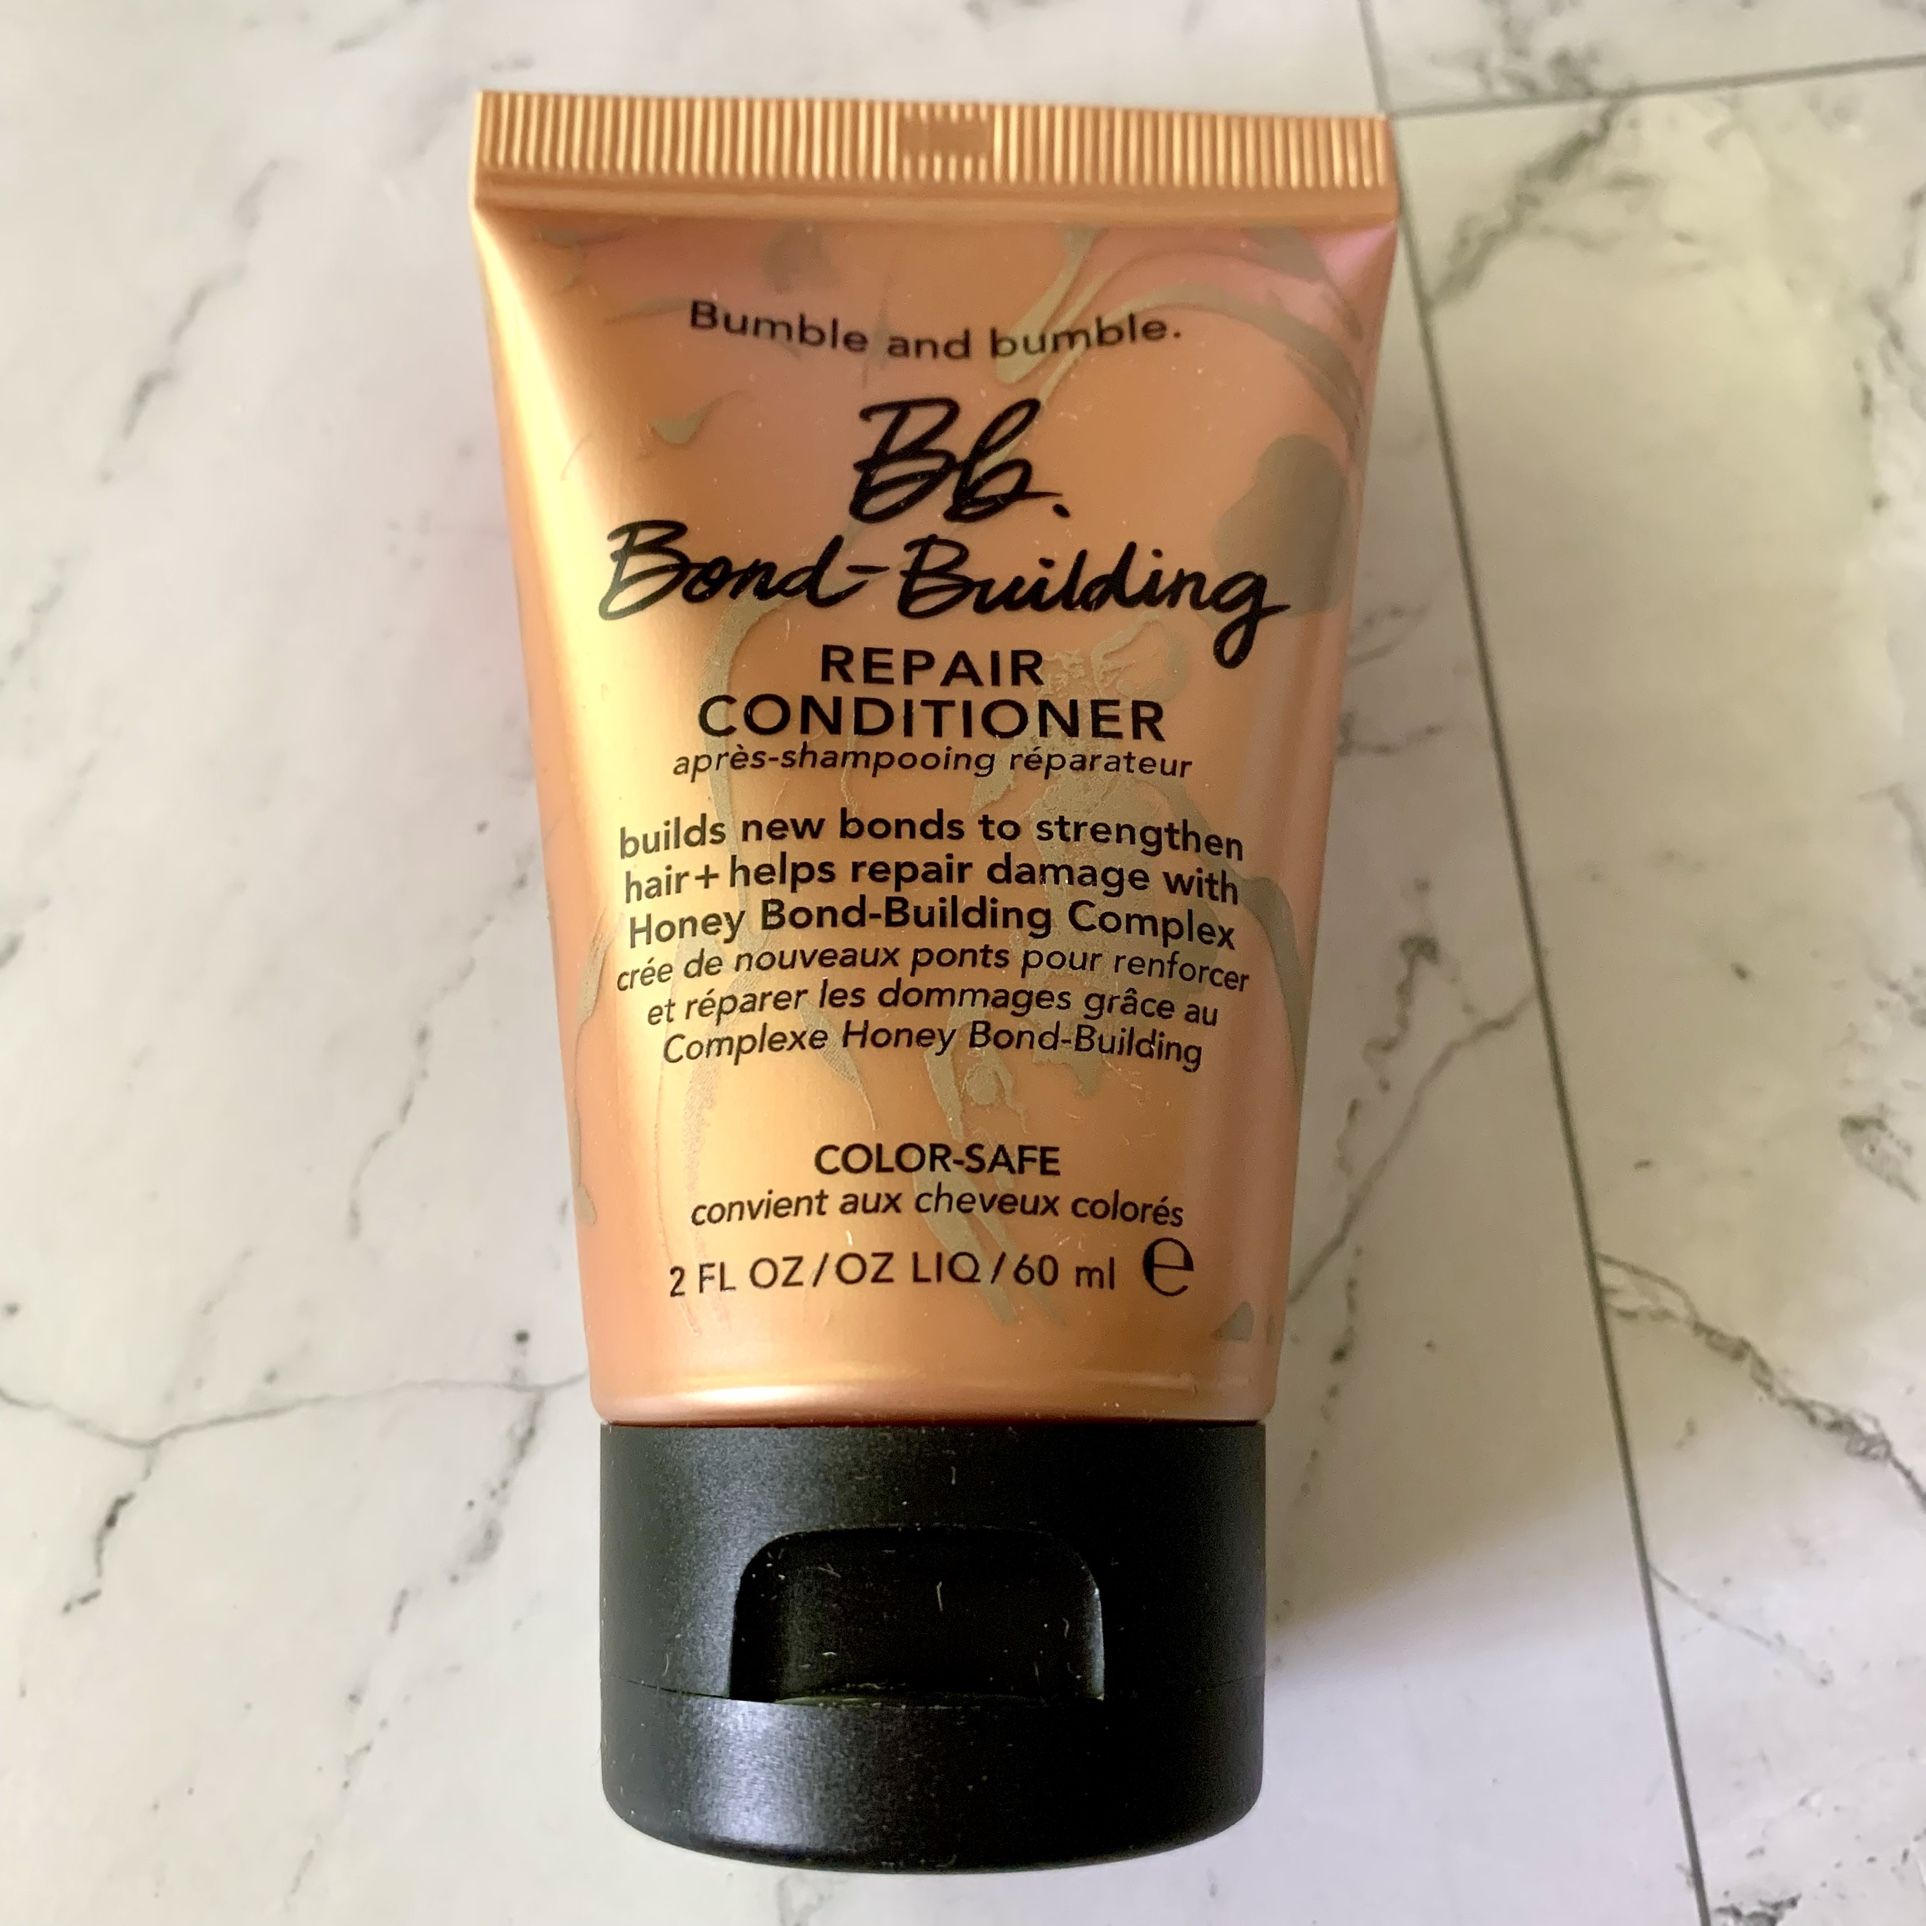 Bumble and bumble.
Bb.
Bond-Building
REPAIR
CONDITIONER
après-shampooing réparateur
builds new bonds to strengthen
hair+ helps repair damage with
Honey Bond-Building Complex
crée de nouveaux ponts pour renforcer
et réparer les dommages grâce au
Complexe Honey Bond-Building
COLOR-SAFE
convient aux cheveux colorés
2 FL OZ/OZ LIQ/60 ml ℮